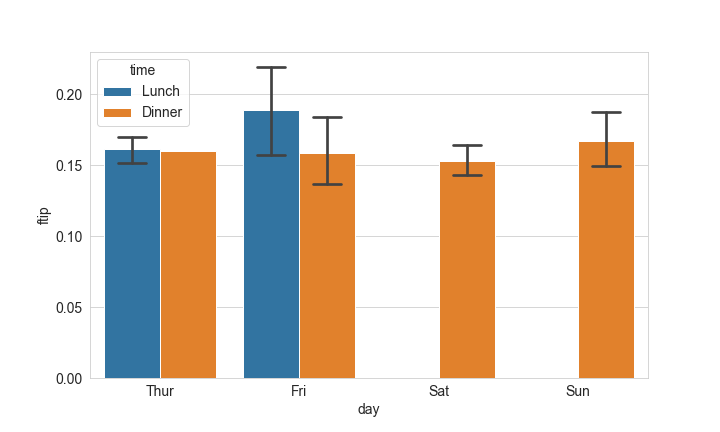 time
Lunch
Dinner
0.20
0.15
0.10
0.05
0.00
ftip
Thur Fri Sat Sun
day